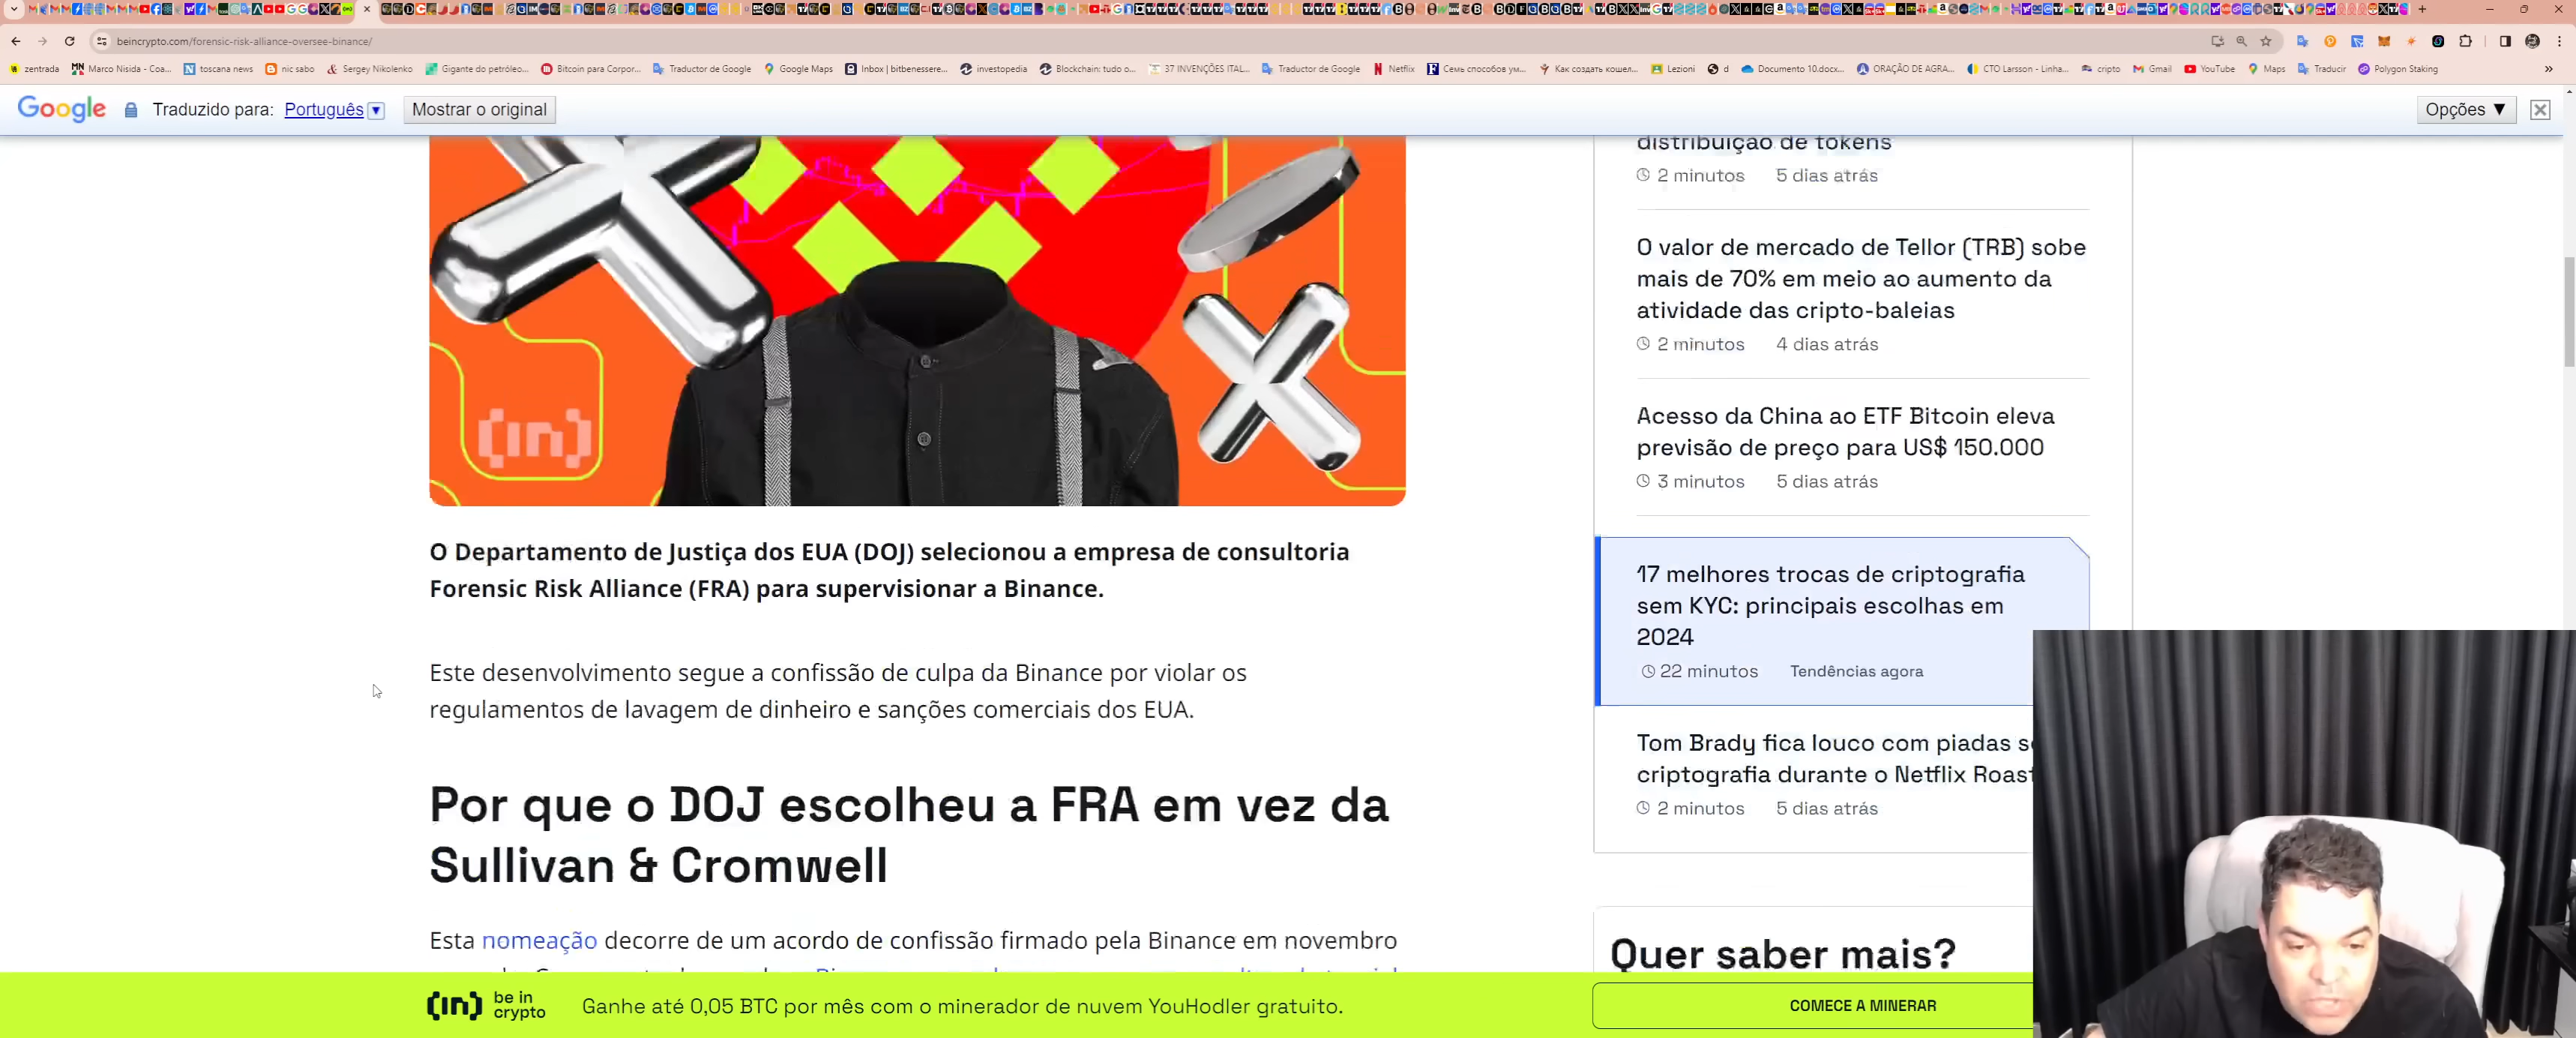 beincrypto.com/forensic-risk-alliance-oversee-binance/
zentrada
Marco Nisida - Coa...
toscana news
nic sabo
Sergey Nikolenko
Gigante do petróleo...
Bitcoin para Corpor...
Traductor de Google
Google Maps
Inbox | bitbenessere...
investopedia
Blockchain: tudo o...
37 INVENÇÕES ITAL...
Traductor de Google
Netflix
Семь способов ум...
Как создать кошел...
Lezioni
d
Documento 10.docx...
ORAÇÃO DE AGRA...
CTO Larsson - Linha...
cripto
Gmail
YouTube
Maps
Traducir
Polygon Staking
Google
Traduzido para: Português
Mostrar o original
Opções ▼
[in]
O Departamento de Justiça dos EUA (DOJ) selecionou a empresa de consultoria
Forensic Risk Alliance (FRA) para supervisionar a Binance.
Este desenvolvimento segue a confissão de culpa da Binance por violar os
regulamentos de lavagem de dinheiro e sanções comerciais dos EUA.
Por que o DOJ escolheu a FRA em vez da
Sullivan & Cromwell
Esta nomeação decorre de um acordo de confissão firmado pela Binance em novembro
distribuição de tokens
2 minutos 5 dias atrás
O valor de mercado de Tellor (TRB) sobe
mais de 70% em meio ao aumento da
atividade das cripto-baleias
2 minutos 4 dias atrás
Acesso da China ao ETF Bitcoin eleva
previsão de preço para US$ 150.000
3 minutos 5 dias atrás
17 melhores trocas de criptografia
sem KYC: principais escolhas em
2024
22 minutos Tendências agora
Tom Brady fica louco com piadas
criptografia durante o Netflix Roast
2 minutos 5 dias atrás
Quer saber mais?
[in] be in
crypto
Ganhe até 0,05 BTC por mês com o minerador de nuvem YouHodler gratuito.
COMECE A MINERAR